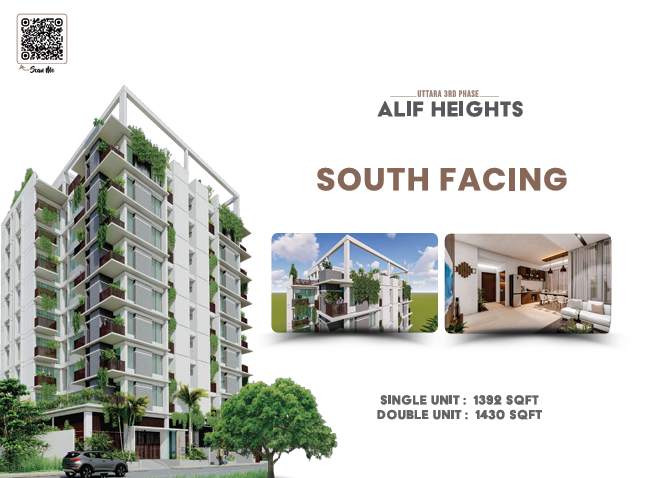 Scan Me
UTTARA 3RD PHASE
ALIF HEIGHTS
SOUTH FACING
SINGLE UNIT : 1392 SQFT
DOUBLE UNIT : 1430 SQFT